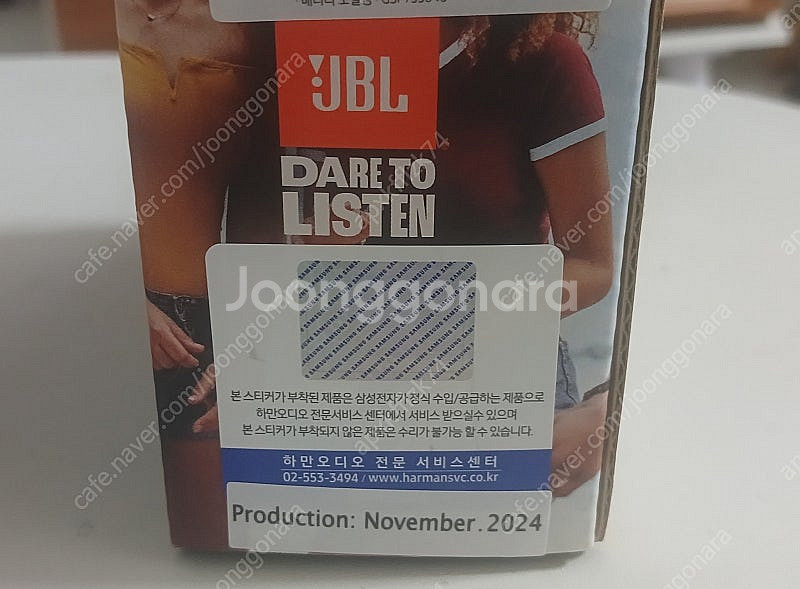 JBL
DARE TO
LISTEN
Joonggonara
본 스티커가 부착된 제품은 삼성전자가 정식 수입/공급하는 제품으로
하만오디오 전문서비스 센터에서 서비스 받으실수 있으며
본 스티커가 부착되지 않은 제품은 수리가 불가능 할 수 있습니다.
하만오디오 전문 서비스센터
02-553-3494 / www.harmansvc.co.kr
Production: November.2024